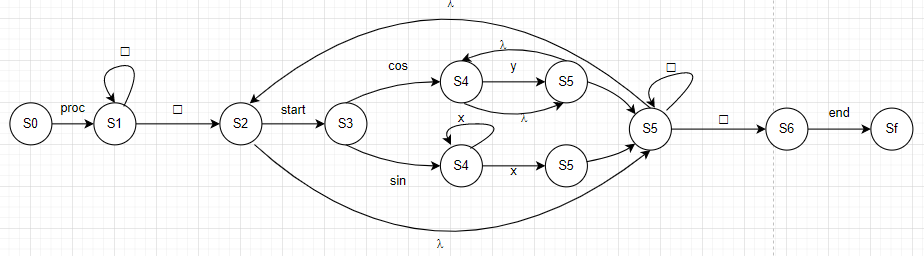 λ
□
□
λ
cos
y
proc
□
start
S4
S5
S0
S1
S2
S3
λ
x
S5
□
S6
end
Sf
S4
x
S5
sin
λ